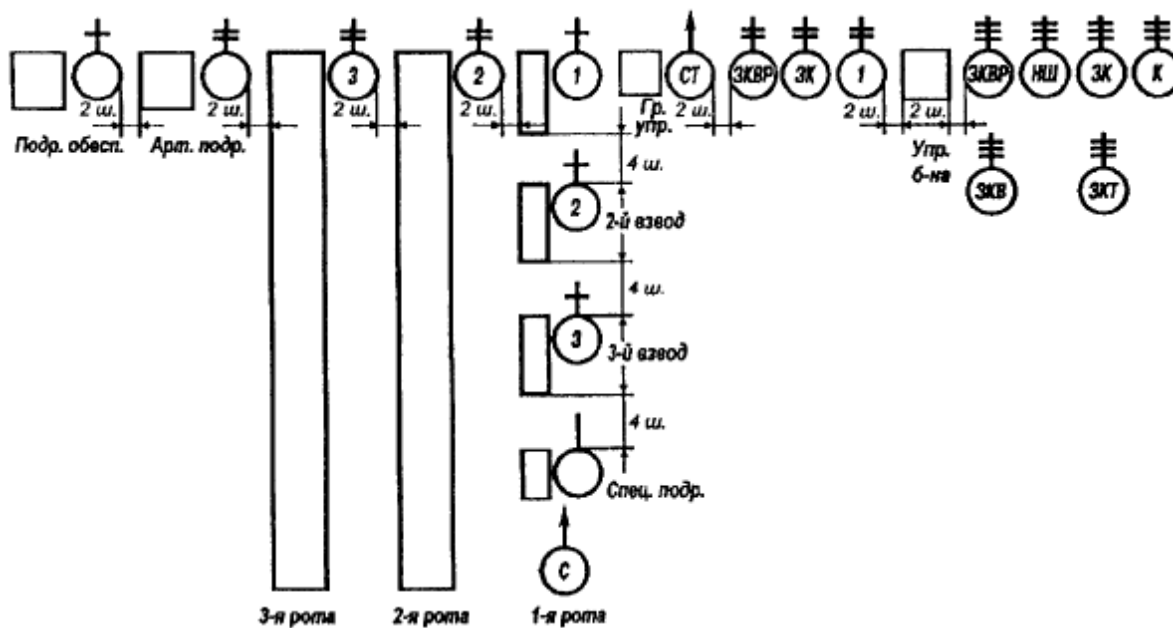 3 2 1 СТ ЗКВР ЗК 1 ЗКВР НШ ЗК К
2 ш. 2 ш. 2 ш. 2 ш. 2 ш. 2 ш. 2 ш.
Подр. обесп. Арт. подр. Гр. упр. Упр. б-на
4 ш.
ЗКВ ЗКТ
2
2-й взвод
4 ш.
3
3-й взвод
4 ш.
Спец. подр.
С
3-я рота 2-я рота 1-я рота